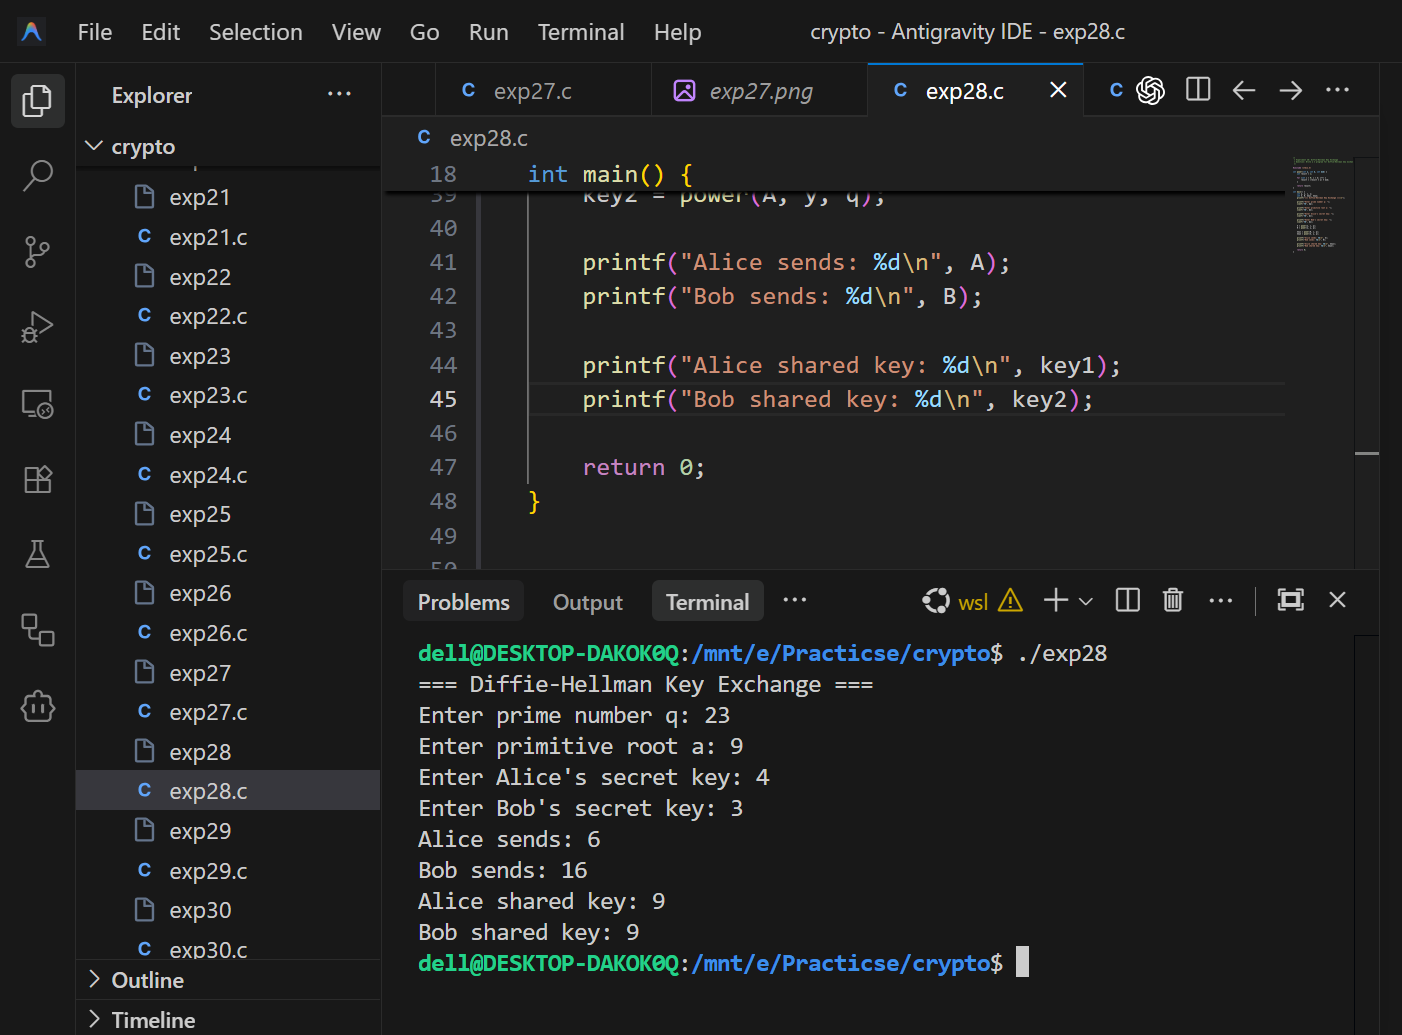 File Edit Selection View Go Run Terminal Help crypto - Antigravity IDE - exp28.c
Explorer
crypto
exp21
exp21.c
exp22
exp22.c
exp23
exp23.c
exp24
exp24.c
exp25
exp25.c
exp26
exp26.c
exp27
exp27.c
exp28
exp28.c
exp29
exp29.c
exp30
exp30.c
Outline
Timeline
C exp27.c exp27.png C exp28.c C
C exp28.c
18 int main() {
39 key2 = power(A, y, q);
40
41 printf("Alice sends: %d\n", A);
42 printf("Bob sends: %d\n", B);
43
44 printf("Alice shared key: %d\n", key1);
45 printf("Bob shared key: %d\n", key2);
46
47 return 0;
48 }
49
50
Problems Output Terminal wsl
dell@DESKTOP-DAKOK0Q:/mnt/e/Practicse/crypto$ ./exp28
=== Diffie-Hellman Key Exchange ===
Enter prime number q: 23
Enter primitive root a: 9
Enter Alice's secret key: 4
Enter Bob's secret key: 3
Alice sends: 6
Bob sends: 16
Alice shared key: 9
Bob shared key: 9
dell@DESKTOP-DAKOK0Q:/mnt/e/Practicse/crypto$